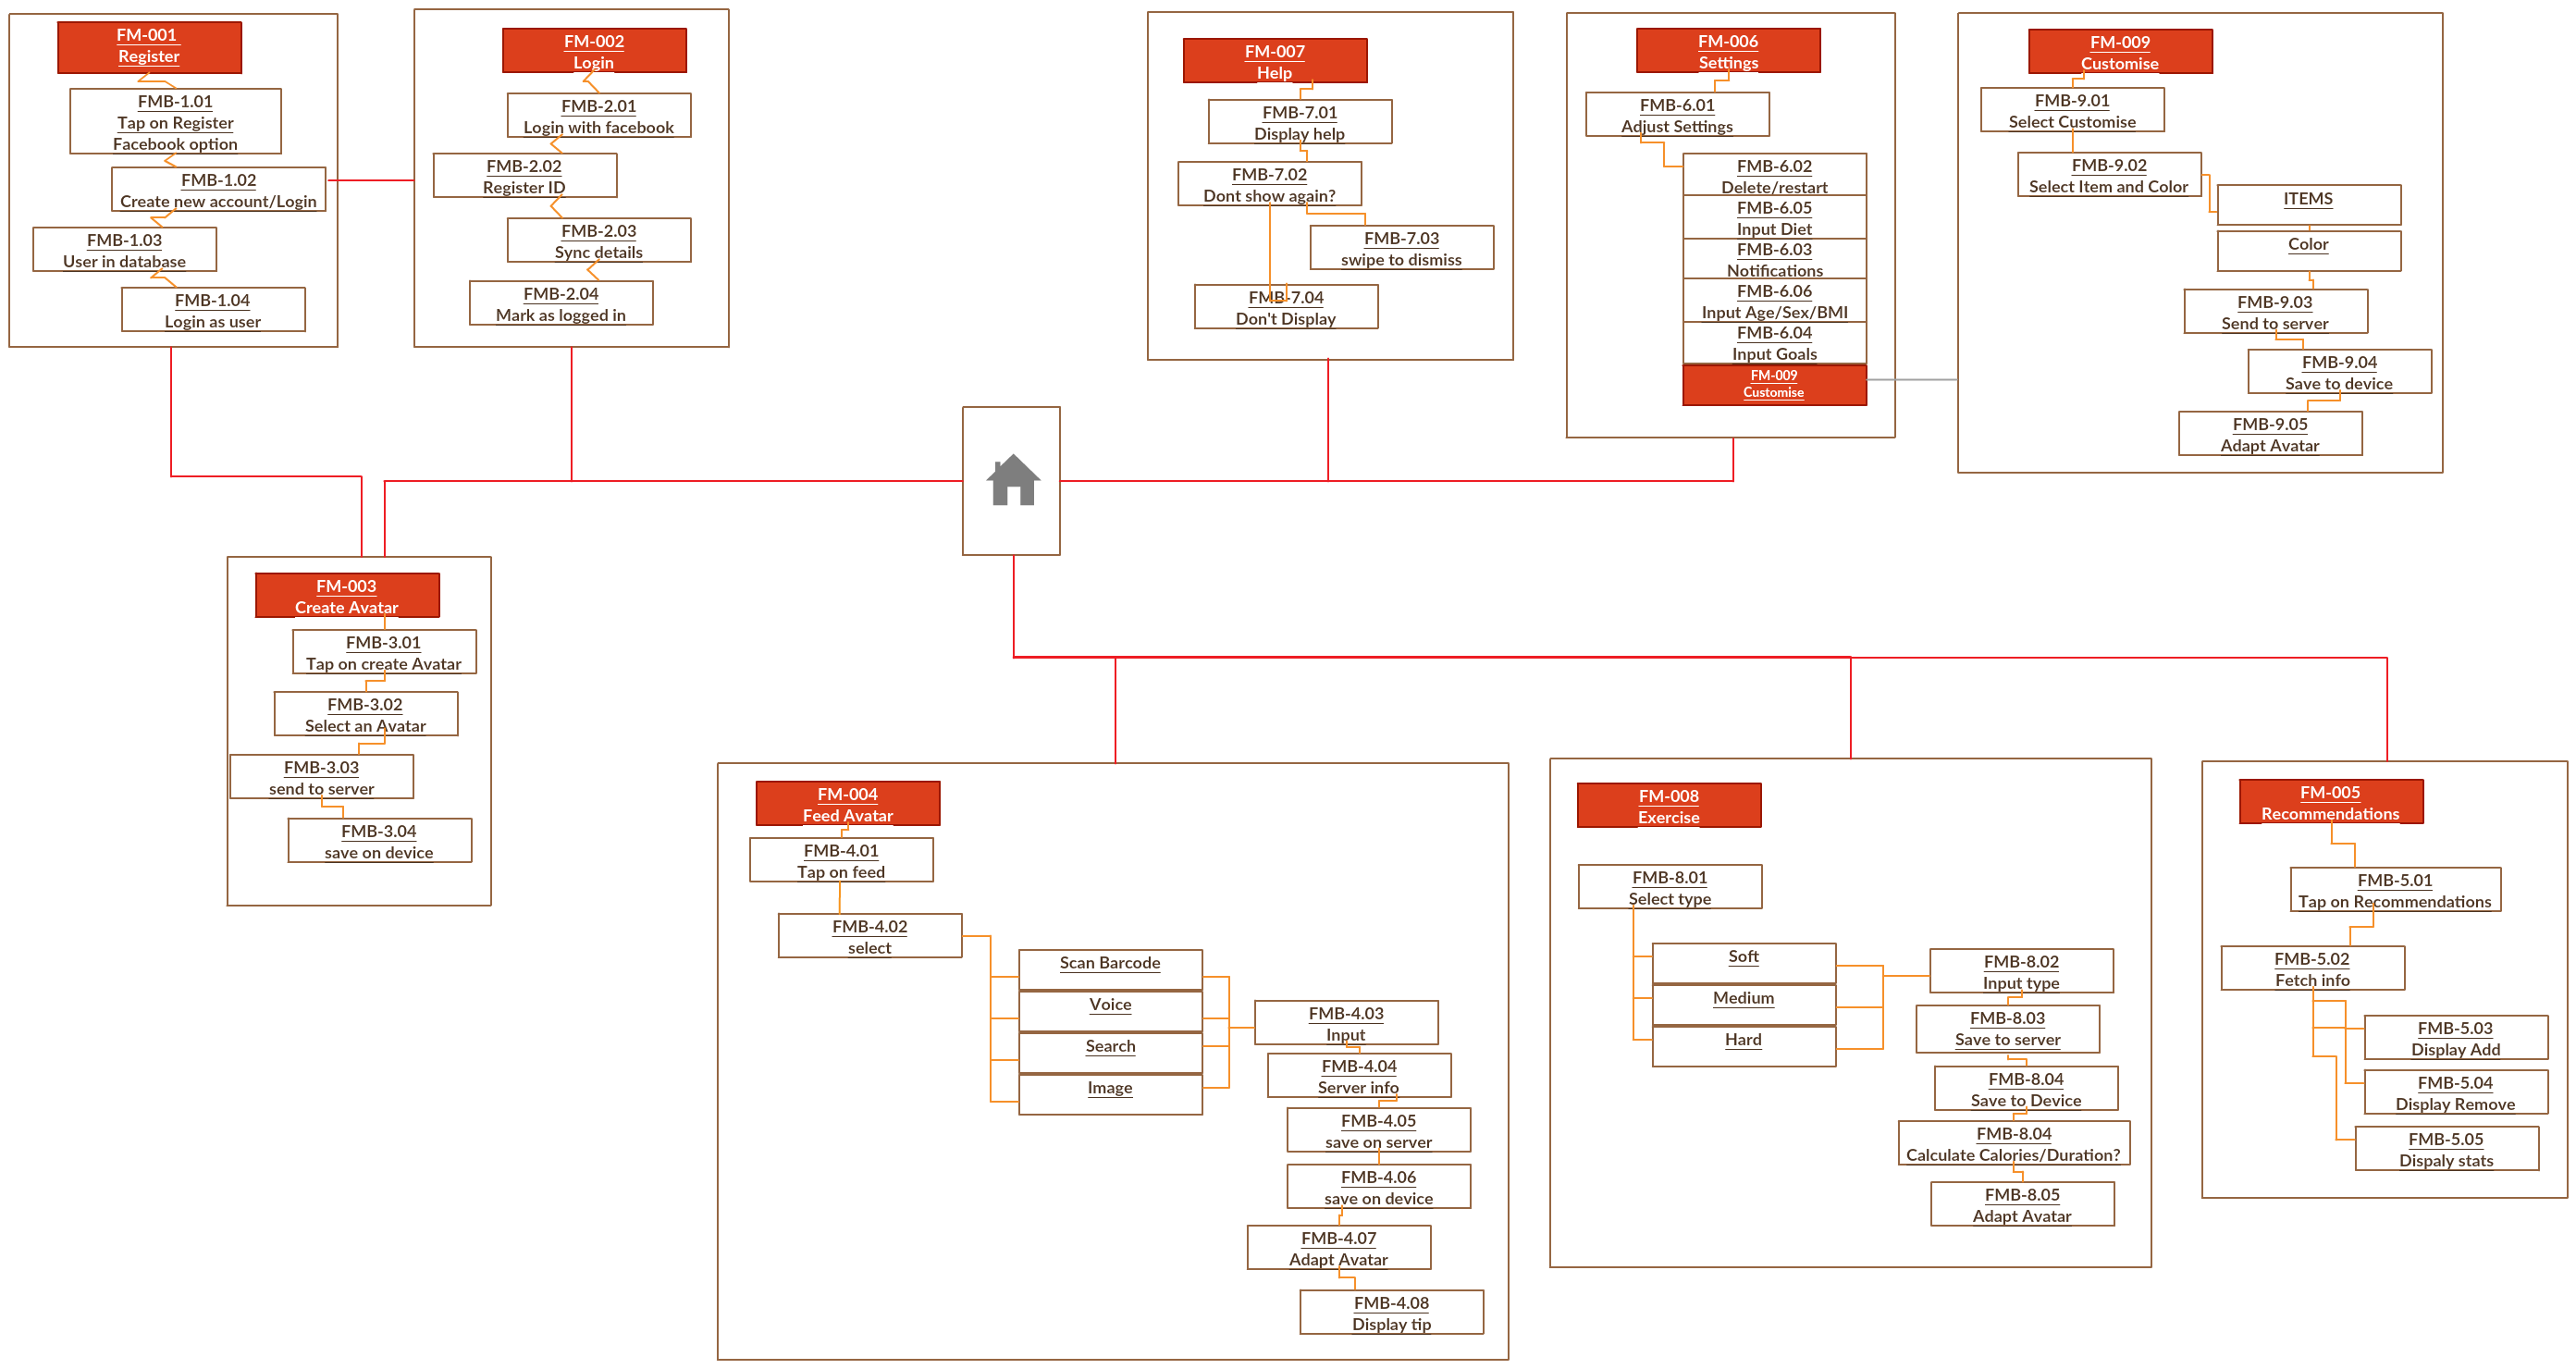 FM-001
Register
FMB-1.01
Tap on Register
Facebook option
FMB-1.02
Create new account/Login
FMB-1.03
User in database
FMB-1.04
Login as user
FM-002
Login
FMB-2.01
Login with facebook
FMB-2.02
Register ID
FMB-2.03
Sync details
FMB-2.04
Mark as logged in
FM-007
Help
FMB-7.01
Display help
FMB-7.02
Dont show again?
FMB-7.03
swipe to dismiss
FMB-7.04
Don't Display
FM-006
Settings
FMB-6.01
Adjust Settings
FMB-6.02
Delete/restart
FMB-6.05
Input Diet
FMB-6.03
Notifications
FMB-6.06
Input Age/Sex/BMI
FMB-6.04
Input Goals
FM-009
Customise
FM-009
Customise
FMB-9.01
Select Customise
FMB-9.02
Select Item and Color
ITEMS
Color
FMB-9.03
Send to server
FMB-9.04
Save to device
FMB-9.05
Adapt Avatar
FM-003
Create Avatar
FMB-3.01
Tap on create Avatar
FMB-3.02
Select an Avatar
FMB-3.03
send to server
FMB-3.04
save on device
FM-004
Feed Avatar
FMB-4.01
Tap on feed
FMB-4.02
select
Scan Barcode
Voice
Search
Image
FMB-4.03
Input
FMB-4.04
Server info
FMB-4.05
save on server
FMB-4.06
save on device
FMB-4.07
Adapt Avatar
FMB-4.08
Display tip
FM-008
Exercise
FMB-8.01
Select type
Soft
Medium
Hard
FMB-8.02
Input type
FMB-8.03
Save to server
FMB-8.04
Save to Device
FMB-8.04
Calculate Calories/Duration?
FMB-8.05
Adapt Avatar
FM-005
Recommendations
FMB-5.01
Tap on Recommendations
FMB-5.02
Fetch info
FMB-5.03
Display Add
FMB-5.04
Display Remove
FMB-5.05
Dispaly stats